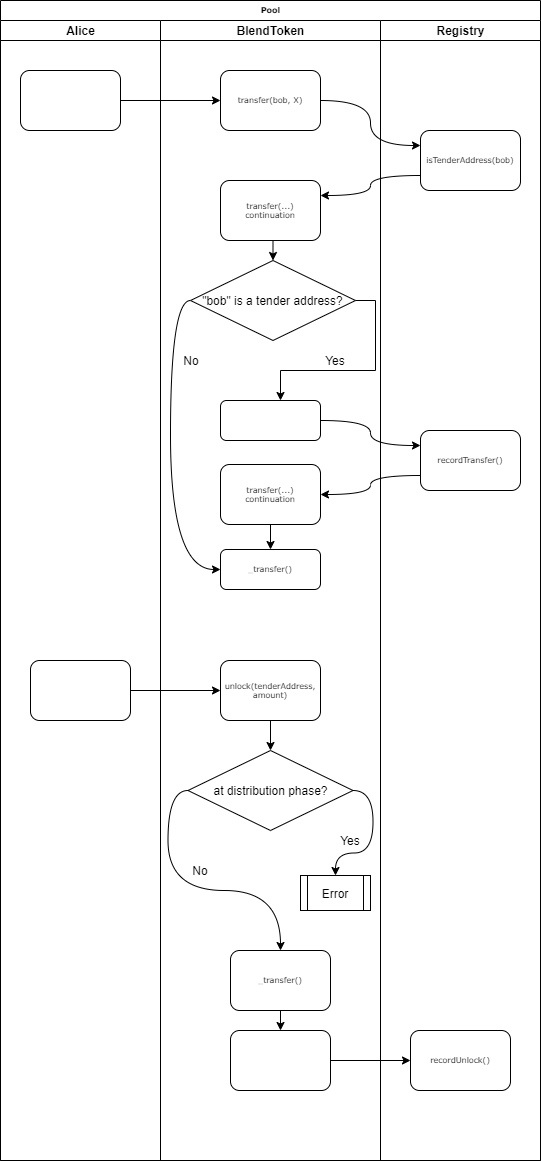 Pool
Alice
BlendToken
Registry
transfer(bob, X)
isTenderAddress(bob)
transfer(...)
continuation
"bob" is a tender address?
No
Yes
recordTransfer()
transfer(...)
continuation
_transfer()
unlock(tenderAddress,
amount)
at distribution phase?
Yes
No
Error
_transfer()
recordUnlock()